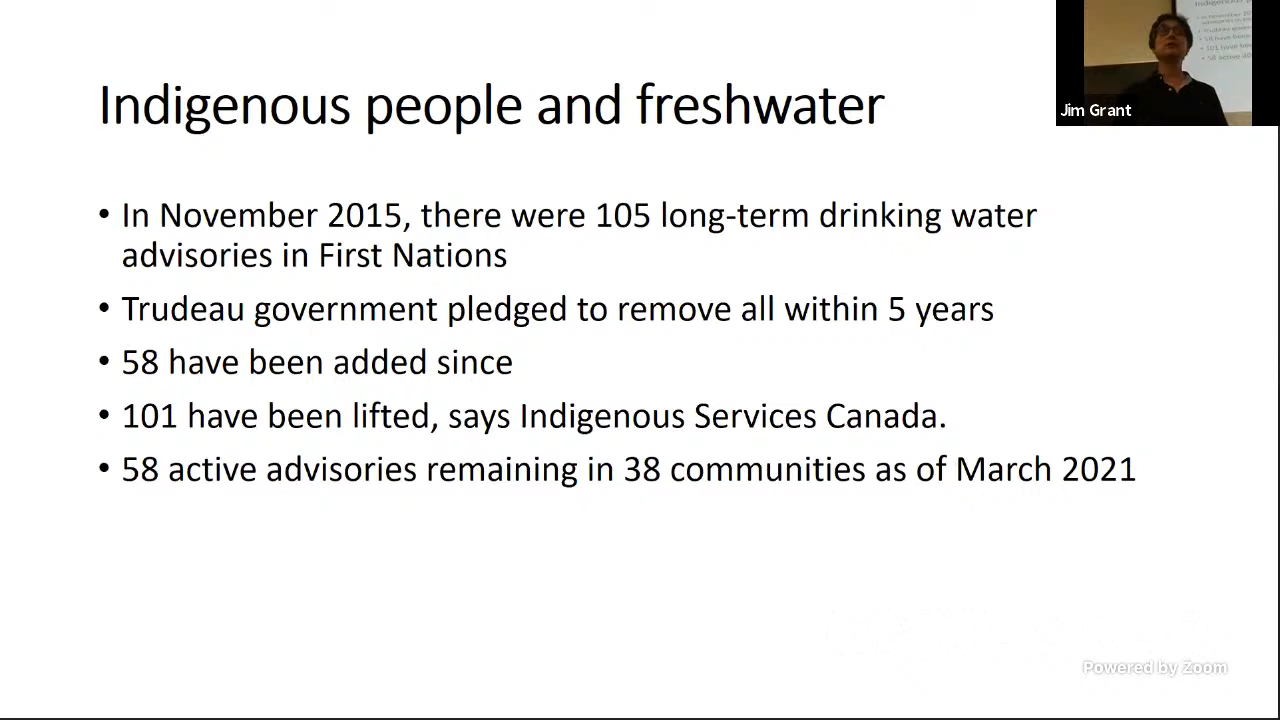 Indigenous people and freshwater
Jim Grant
• In November 2015, there were 105 long-term drinking water
advisories in First Nations
• Trudeau government pledged to remove all within 5 years
• 58 have been added since
• 101 have been lifted, says Indigenous Services Canada.
• 58 active advisories remaining in 38 communities as of March 2021
Powered by Zoom